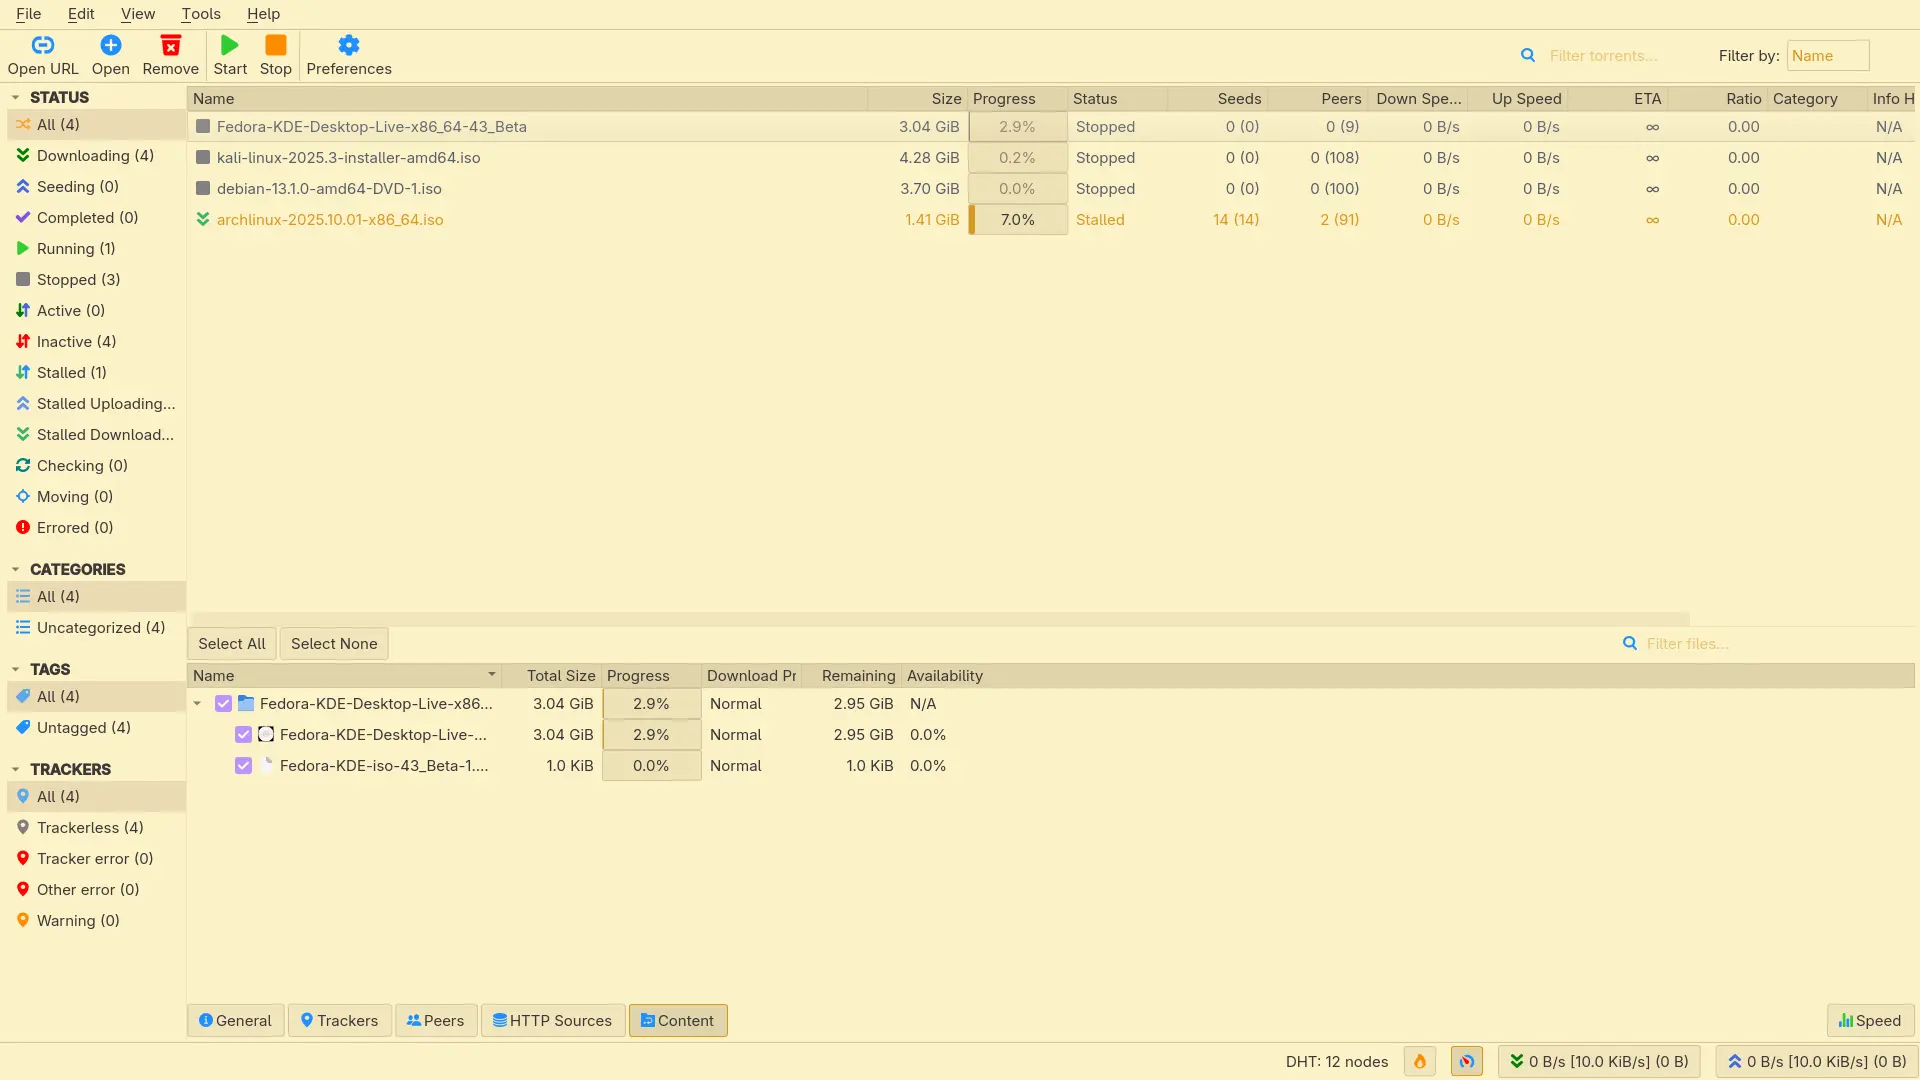 File Edit View Tools Help
Open URL Open Remove Start Stop Preferences
Filter torrents... Filter by: Name
STATUS
All (4)
Downloading (4)
Seeding (0)
Completed (0)
Running (1)
Stopped (3)
Active (0)
Inactive (4)
Stalled (1)
Stalled Uploading...
Stalled Download...
Checking (0)
Moving (0)
Errored (0)
CATEGORIES
All (4)
Uncategorized (4)
TAGS
All (4)
Untagged (4)
TRACKERS
All (4)
Trackerless (4)
Tracker error (0)
Other error (0)
Warning (0)
Name Size Progress Status Seeds Peers Down Spe... Up Speed ETA Ratio Category Info H
Fedora-KDE-Desktop-Live-x86_64-43_Beta 3.04 GiB 2.9% Stopped 0 (0) 0 (9) 0 B/s 0 B/s ∞ 0.00 N/A
kali-linux-2025.3-installer-amd64.iso 4.28 GiB 0.2% Stopped 0 (0) 0 (108) 0 B/s 0 B/s ∞ 0.00 N/A
debian-13.1.0-amd64-DVD-1.iso 3.70 GiB 0.0% Stopped 0 (0) 0 (100) 0 B/s 0 B/s ∞ 0.00 N/A
archlinux-2025.10.01-x86_64.iso 1.41 GiB 7.0% Stalled 14 (14) 2 (91) 0 B/s 0 B/s ∞ 0.00 N/A
Select All Select None Filter files...
Name Total Size Progress Download Pr Remaining Availability
Fedora-KDE-Desktop-Live-x86... 3.04 GiB 2.9% Normal 2.95 GiB N/A
Fedora-KDE-Desktop-Live-... 3.04 GiB 2.9% Normal 2.95 GiB 0.0%
Fedora-KDE-iso-43_Beta-1.... 1.0 KiB 0.0% Normal 1.0 KiB 0.0%
General Trackers Peers HTTP Sources Content Speed
DHT: 12 nodes 0 B/s [10.0 KiB/s] (0 B) 0 B/s [10.0 KiB/s] (0 B)